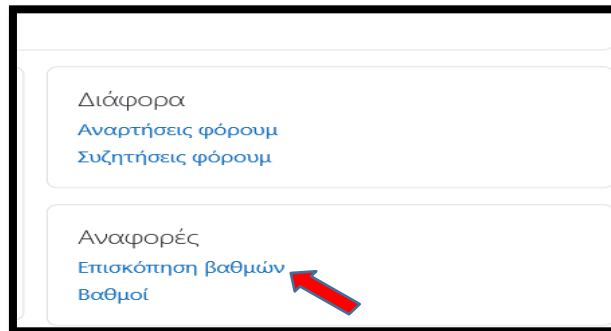 Διάφορα
Αναρτήσεις φόρουμ
Συζητήσεις φόρουμ
Αναφορές
Επισκόπηση βαθμών
Βαθμοί